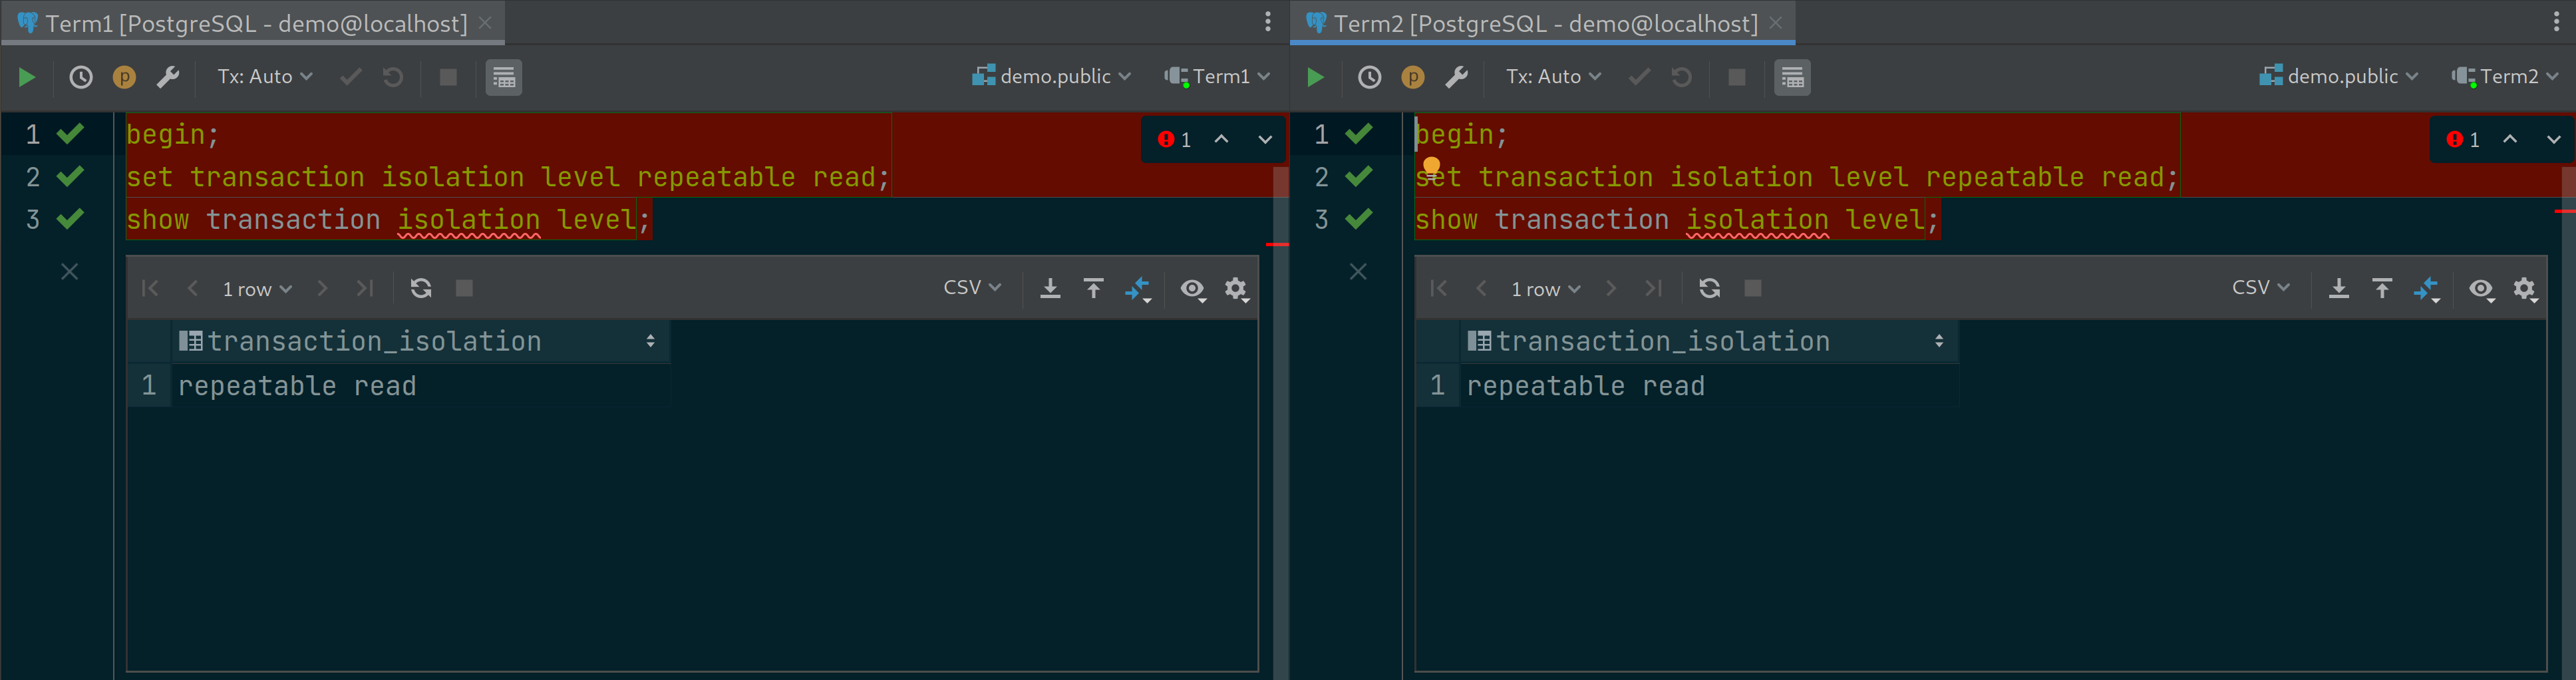 Term1 [PostgreSQL - demo@localhost]
p Tx: Auto demo.public Term1
1 begin;
2 set transaction isolation level repeatable read;
3 show transaction isolation level;
1
1 row CSV
transaction_isolation
1 repeatable read
Term2 [PostgreSQL - demo@localhost]
p Tx: Auto demo.public Term2
1 begin;
2 set transaction isolation level repeatable read;
3 show transaction isolation level;
1
1 row CSV
transaction_isolation
1 repeatable read